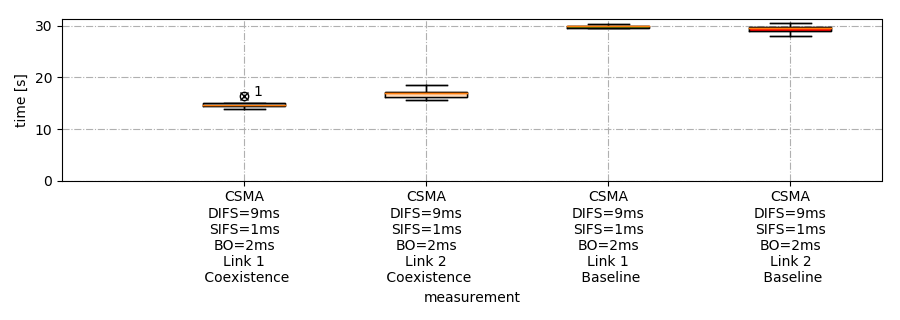 time [s]
30
20
10
0
1
CSMA
DIFS=9ms
SIFS=1ms
BO=2ms
Link 1
Coexistence
CSMA
DIFS=9ms
SIFS=1ms
BO=2ms
Link 2
Coexistence
CSMA
DIFS=9ms
SIFS=1ms
BO=2ms
Link 1
Baseline
CSMA
DIFS=9ms
SIFS=1ms
BO=2ms
Link 2
Baseline
measurement